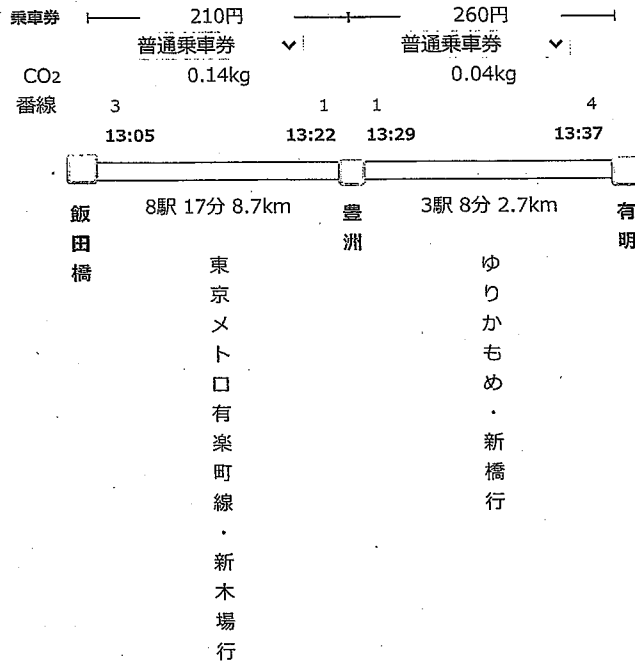 乗車券 210円 260円
普通乗車券 普通乗車券
CO2 0.14kg 0.04kg
番線 3 1 1 4
13:05 13:22 13:29 13:37
8駅 17分 8.7km 3駅 8分 2.7km
飯田橋
豊洲
有明
東京メトロ有楽町線・新木場行
ゆりかもめ・新橋行